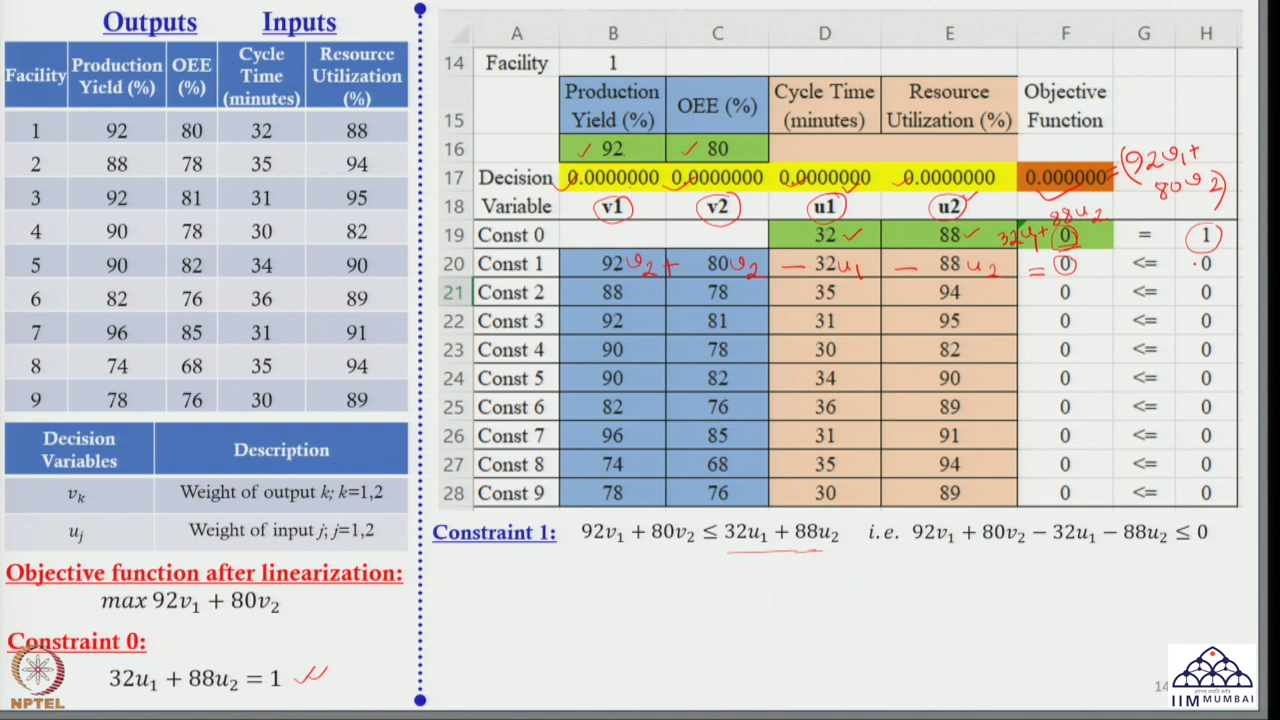 Outputs Inputs
Facility Production Yield (%) OEE (%) Cycle Time (minutes) Resource Utilization (%)
1 92 80 32 88
2 88 78 35 94
3 92 81 31 95
4 90 78 30 82
5 90 82 34 90
6 82 76 36 89
7 96 85 31 91
8 74 68 35 94
9 78 76 30 89
Decision Variables Description
vₖ Weight of output k; k=1,2
uⱼ Weight of input j; j=1,2
Objective function after linearization:
max 92v₁ + 80v₂
Constraint 0:
32u₁ + 88u₂ = 1
NPTEL
A B C D E F G H
14 Facility 1
15 Production Yield (%) OEE (%) Cycle Time (minutes) Resource Utilization (%) Objective Function
16 92 80
17 Decision 0.0000000 0.0000000 0.0000000 0.0000000 0.000000 = (92v₁ + 80v₂)
18 Variable v1 v2 u1 u2
19 Const 0 32 88 32u₁ + 88u₂ 0 = 1
20 Const 1 92v₂ + 80v₂ − 32u₁ − 88u₂ = 0 <= 0
21 Const 2 88 78 35 94 0 <= 0
22 Const 3 92 81 31 95 0 <= 0
23 Const 4 90 78 30 82 0 <= 0
24 Const 5 90 82 34 90 0 <= 0
25 Const 6 82 76 36 89 0 <= 0
26 Const 7 96 85 31 91 0 <= 0
27 Const 8 74 68 35 94 0 <= 0
28 Const 9 78 76 30 89 0 <= 0
Constraint 1: 92v₁ + 80v₂ ≤ 32u₁ + 88u₂ i.e. 92v₁ + 80v₂ − 32u₁ − 88u₂ ≤ 0
14
IIM MUMBAI